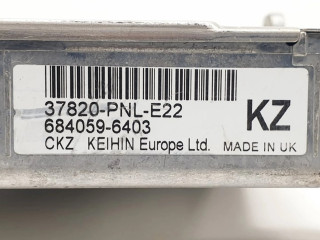 37820-PNL-E22
KZ
684059-6403
CKZ KEIHIN Europe Ltd.
MADE IN UK